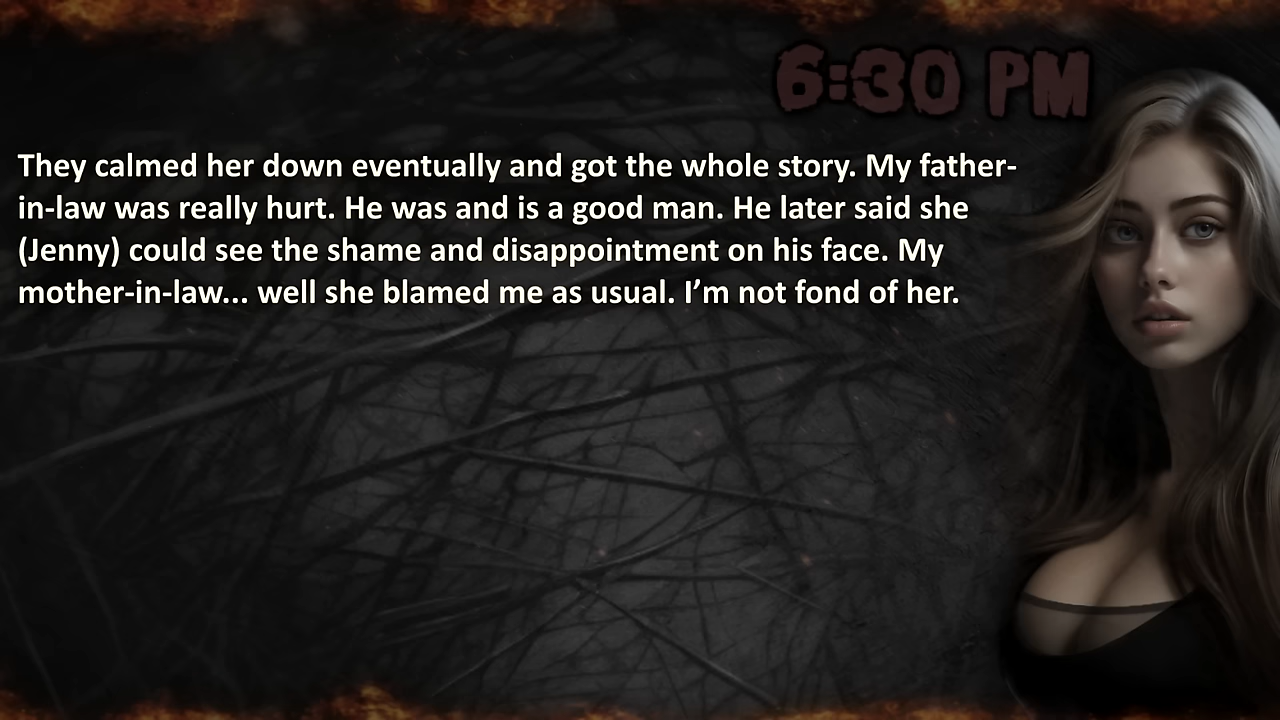 6:30 PM
They calmed her down eventually and got the whole story. My father-
in-law was really hurt. He was and is a good man. He later said she
(Jenny) could see the shame and disappointment on his face. My
mother-in-law... well she blamed me as usual. I’m not fond of her.